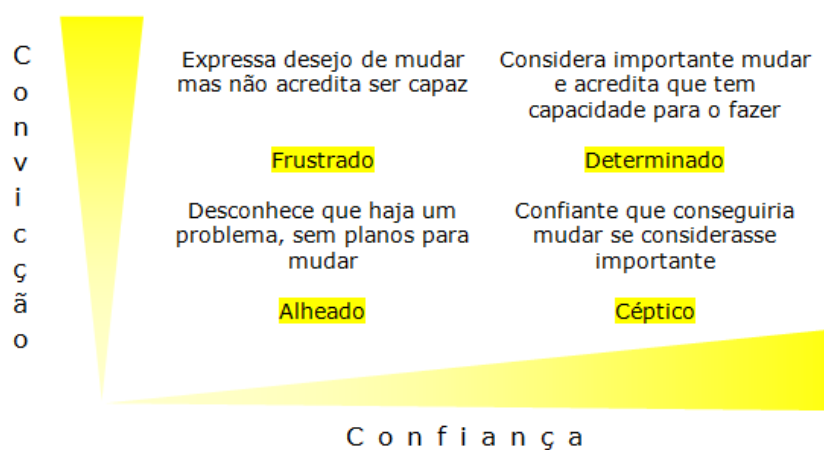 Convicção
Expressa desejo de mudar
mas não acredita ser capaz
Frustrado
Considera importante mudar
e acredita que tem
capacidade para o fazer
Determinado
Desconhece que haja um
problema, sem planos para
mudar
Alheado
Confiante que conseguiria
mudar se considerasse
importante
Céptico
Confiança